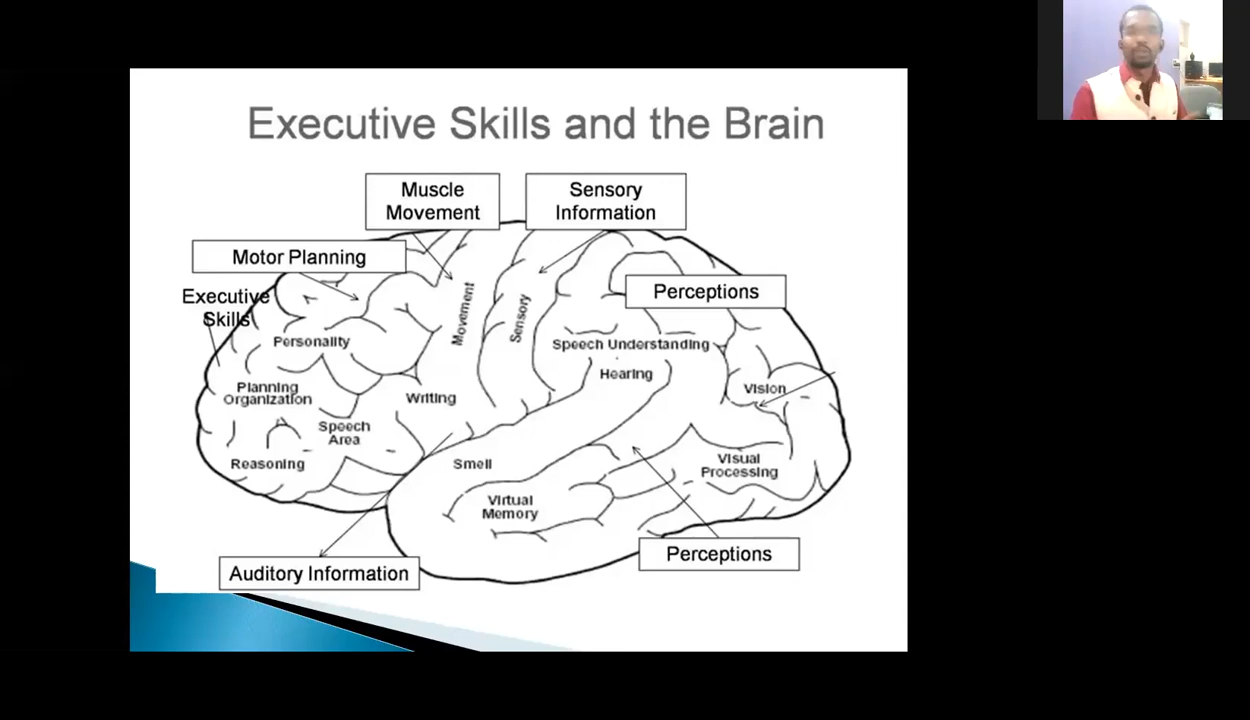 Executive Skills and the Brain
Muscle
Movement
Sensory
Information
Motor Planning
Perceptions
Executive
Skills
Movement
Sensory
Personality
Speech Understanding
Hearing
Planning
Organization
Writing
Vision
Speech
Area
Reasoning
Smell
Visual
Processing
Virtual
Memory
Perceptions
Auditory Information